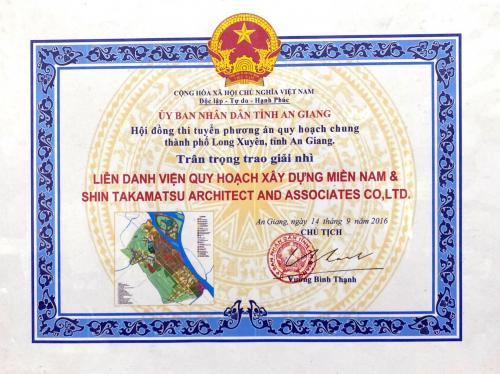 CỘNG HÒA XÃ HỘI CHỦ NGHĨA VIỆT NAM
Độc lập - Tự do - Hạnh Phúc
ỦY BAN NHÂN DÂN TỈNH AN GIANG
Hội đồng thi tuyển phương án quy hoạch chung
thành phố Long Xuyên, tỉnh An Giang.
Trân trọng trao giải nhì
LIÊN DANH VIỆN QUY HOẠCH XÂY DỰNG MIỀN NAM &
SHIN TAKAMATSU ARCHITECT AND ASSOCIATES CO,LTD.
An Giang, ngày 14 tháng 9 năm 2016
CHỦ TỊCH
Vương Bình Thạnh